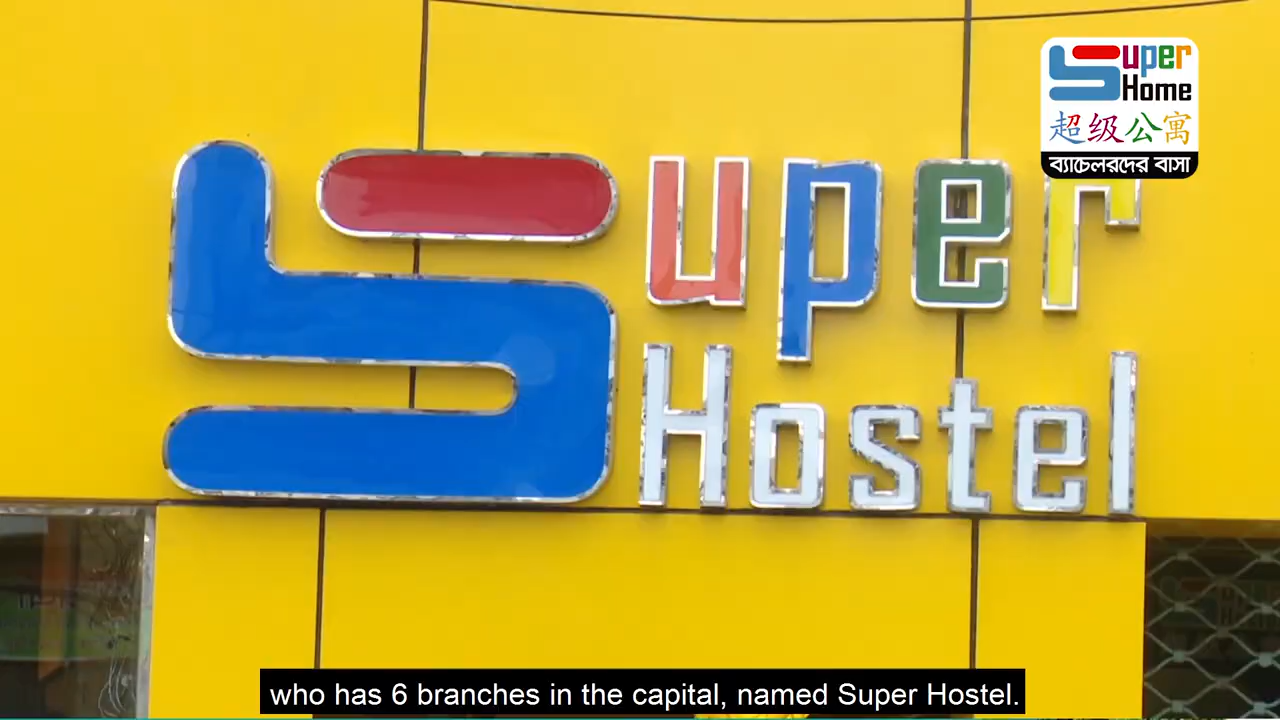 Super
Hostel
Super
Home
超级公寓
ব্যাচেলরদের বাসা
who has 6 branches in the capital, named Super Hostel.